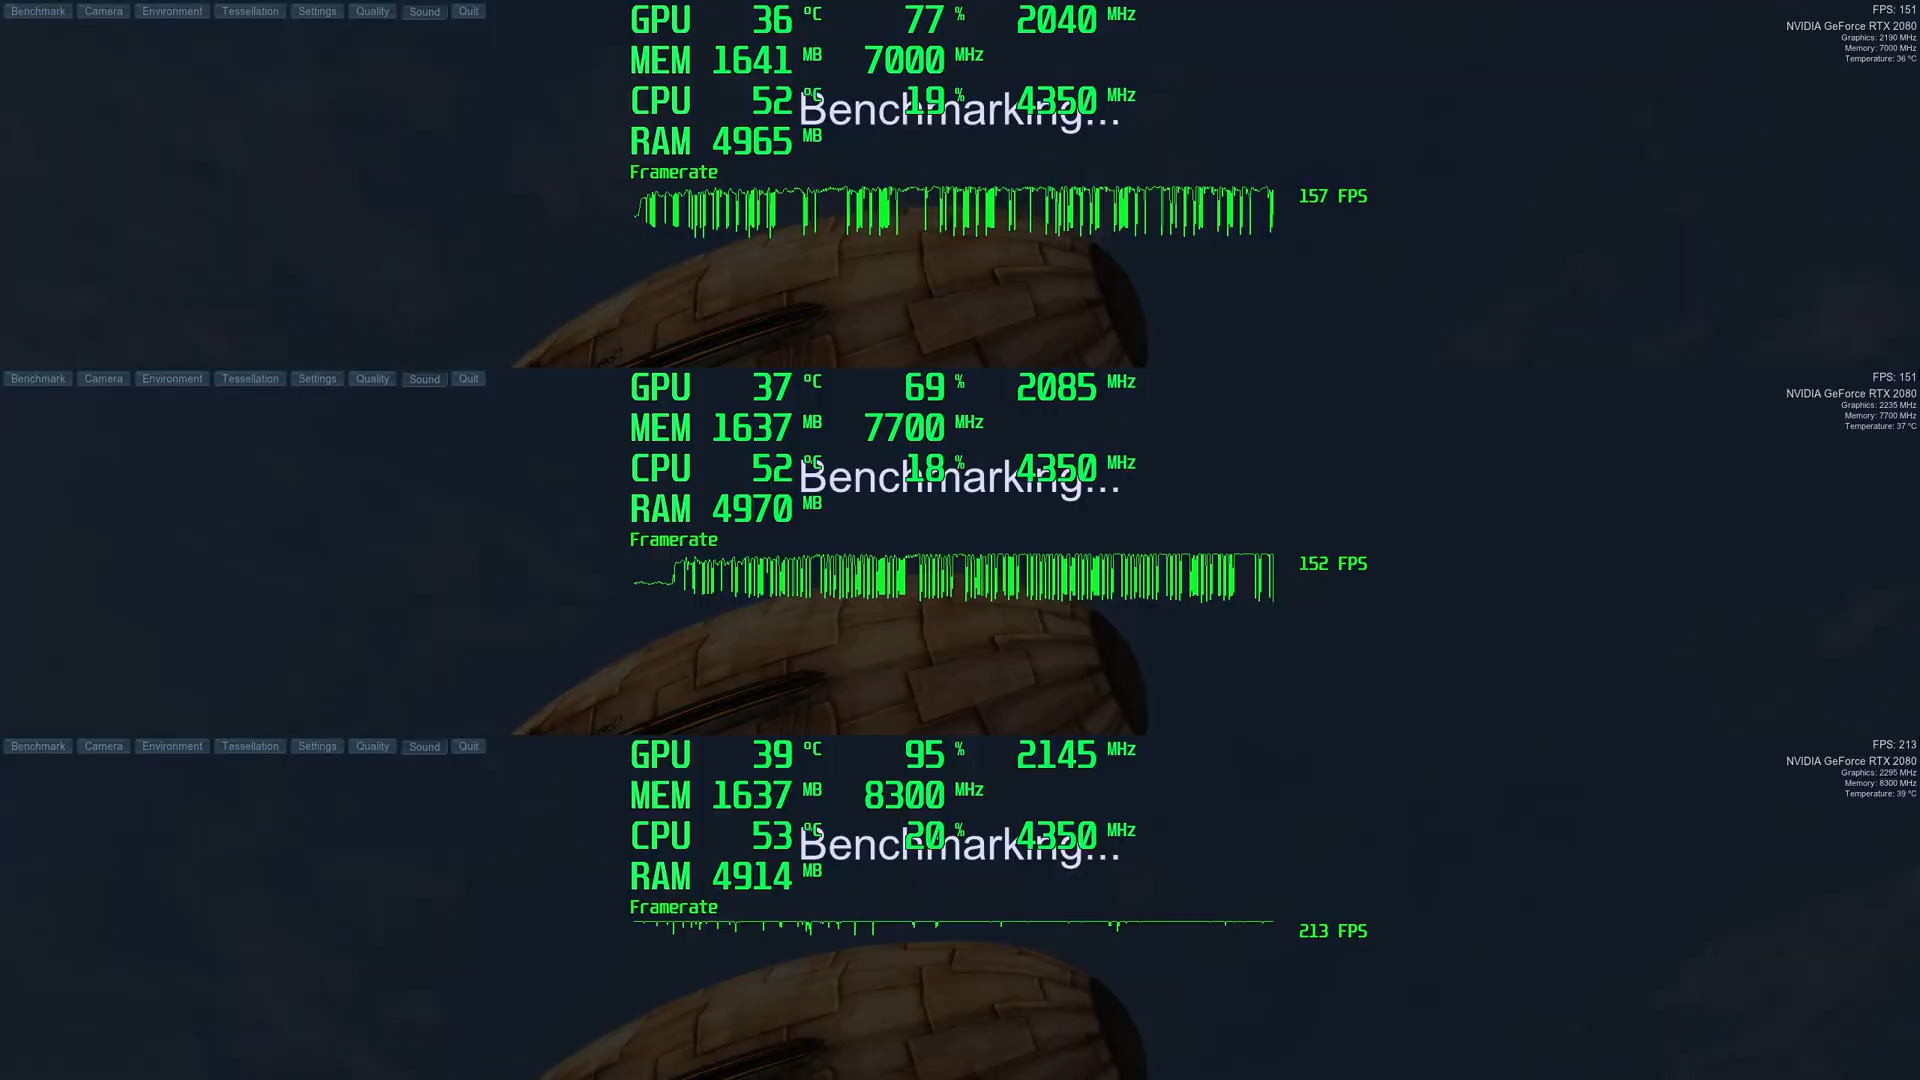 Benchmark Camera Environment Tessellation Settings Quality Sound Quit
FPS: 151
NVIDIA GeForce RTX 2080
Graphics: 2190 MHz
Memory: 7000 MHz
Temperature: 36 °C
GPU 36 °C 77 % 2040 MHz
MEM 1641 MB 7000 MHz
CPU 52 °C 19 % 4350 MHz
Benchmarking...
RAM 4965 MB
Framerate
157 FPS
Benchmark Camera Environment Tessellation Settings Quality Sound Quit
FPS: 151
NVIDIA GeForce RTX 2080
Graphics: 2235 MHz
Memory: 7700 MHz
Temperature: 37 °C
GPU 37 °C 69 % 2085 MHz
MEM 1637 MB 7700 MHz
CPU 52 °C 18 % 4350 MHz
Benchmarking...
RAM 4970 MB
Framerate
152 FPS
Benchmark Camera Environment Tessellation Settings Quality Sound Quit
FPS: 213
NVIDIA GeForce RTX 2080
Graphics: 2295 MHz
Memory: 8300 MHz
Temperature: 39 °C
GPU 39 °C 95 % 2145 MHz
MEM 1637 MB 8300 MHz
CPU 53 °C 20 % 4350 MHz
Benchmarking...
RAM 4914 MB
Framerate
213 FPS